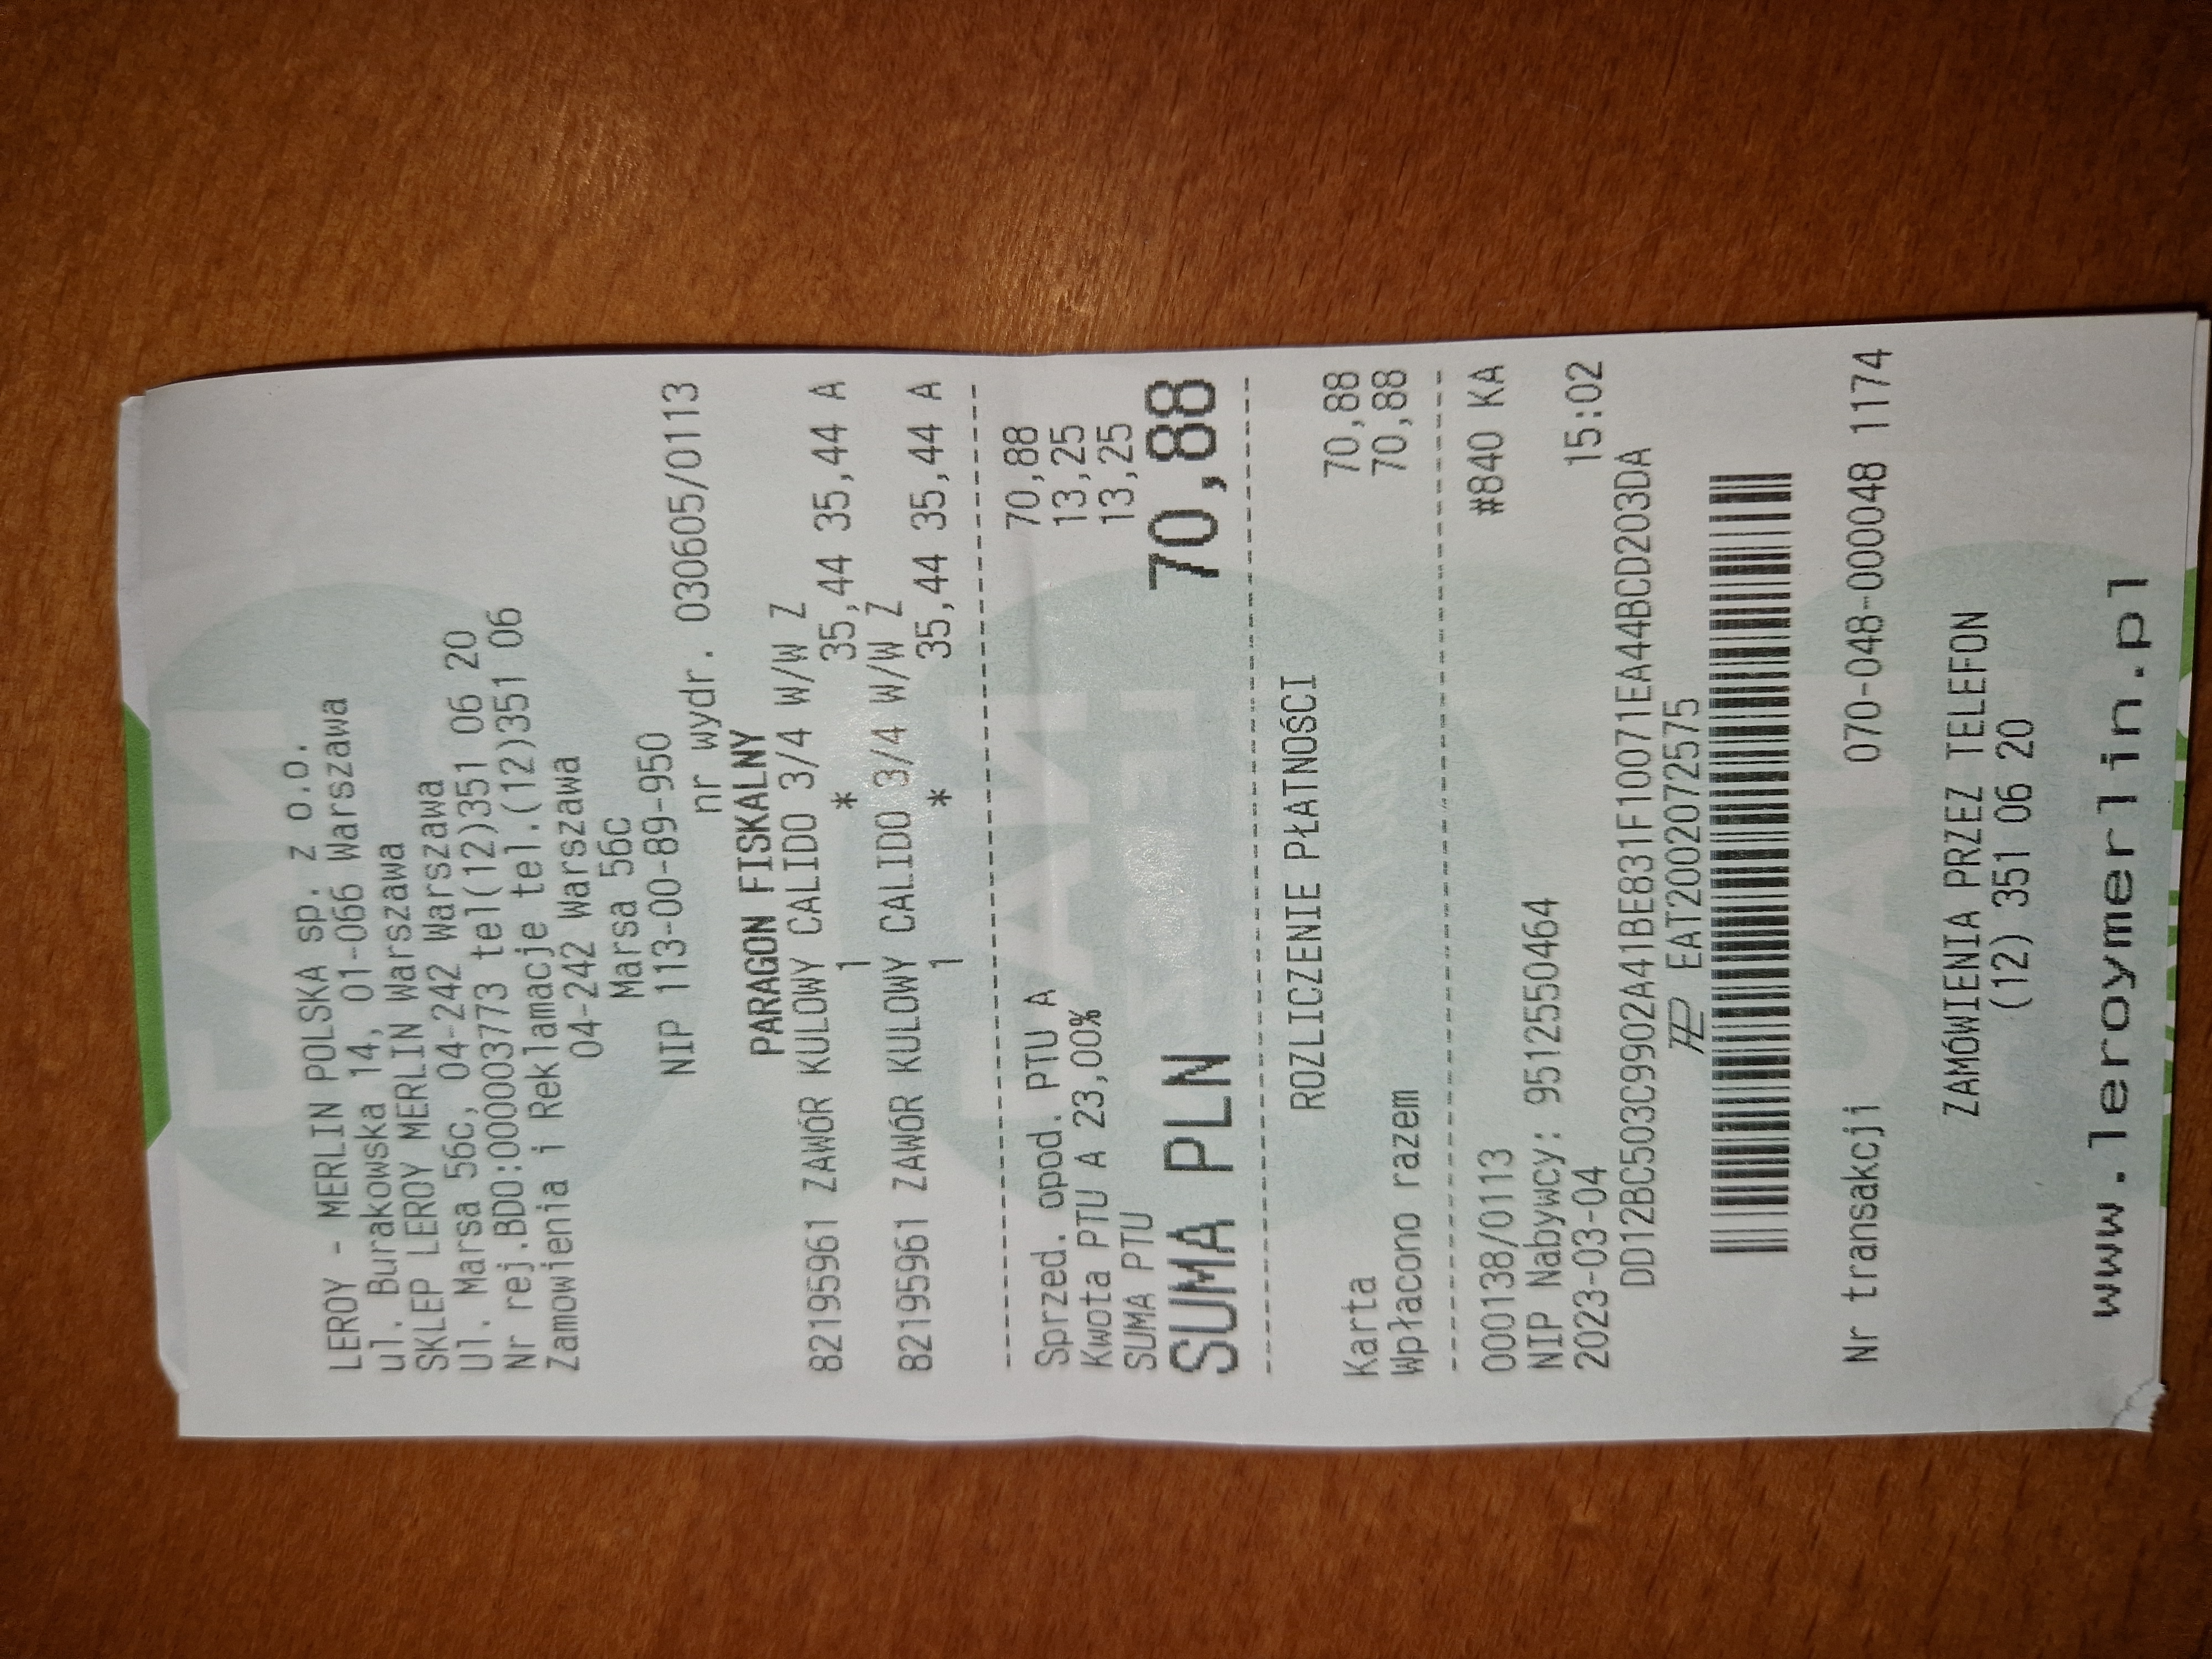 LEROY - MERLIN POLSKA sp. z o.o.
ul. Burakowska 14, 01-066 Warszawa
SKLEP LEROY MERLIN Warszawa
Ul. Marsa 56c, 04-242 Warszawa
Nr rej.BDO:000003773 tel(12)351 06 20
Zamowienia i Reklamacje tel.(12)351 06
04-242 Warszawa
Marsa 56c
NIP 113-00-89-950
nr wydr. 030605/0113
PARAGON FISKALNY
82195961 ZAWÓR KULOWY CALIDO 3/4 W/W Z
1 * 35,44 35,44 A
82195961 ZAWÓR KULOWY CALIDO 3/4 W/W Z
1 * 35,44 35,44 A
Sprzed. opod. PTU A 70,88
Kwota PTU A 23,00% 13,25
SUMA PTU 13,25
SUMA PLN 70,88
ROZLICZENIE PŁATNOŚCI
Karta 70,88
Wpłacono razem 70,88
000138/0113 #840 KA
NIP Nabywcy: 9512550464
2023-03-04 15:02
DD12BC503C9902A41BE831F10071EA44BCD203DA
EAT2002072575
Nr transakcji 070-048-000048 1174
ZAMÓWIENIA PRZEZ TELEFON
(12) 351 06 20
www.leroymerlin.pl